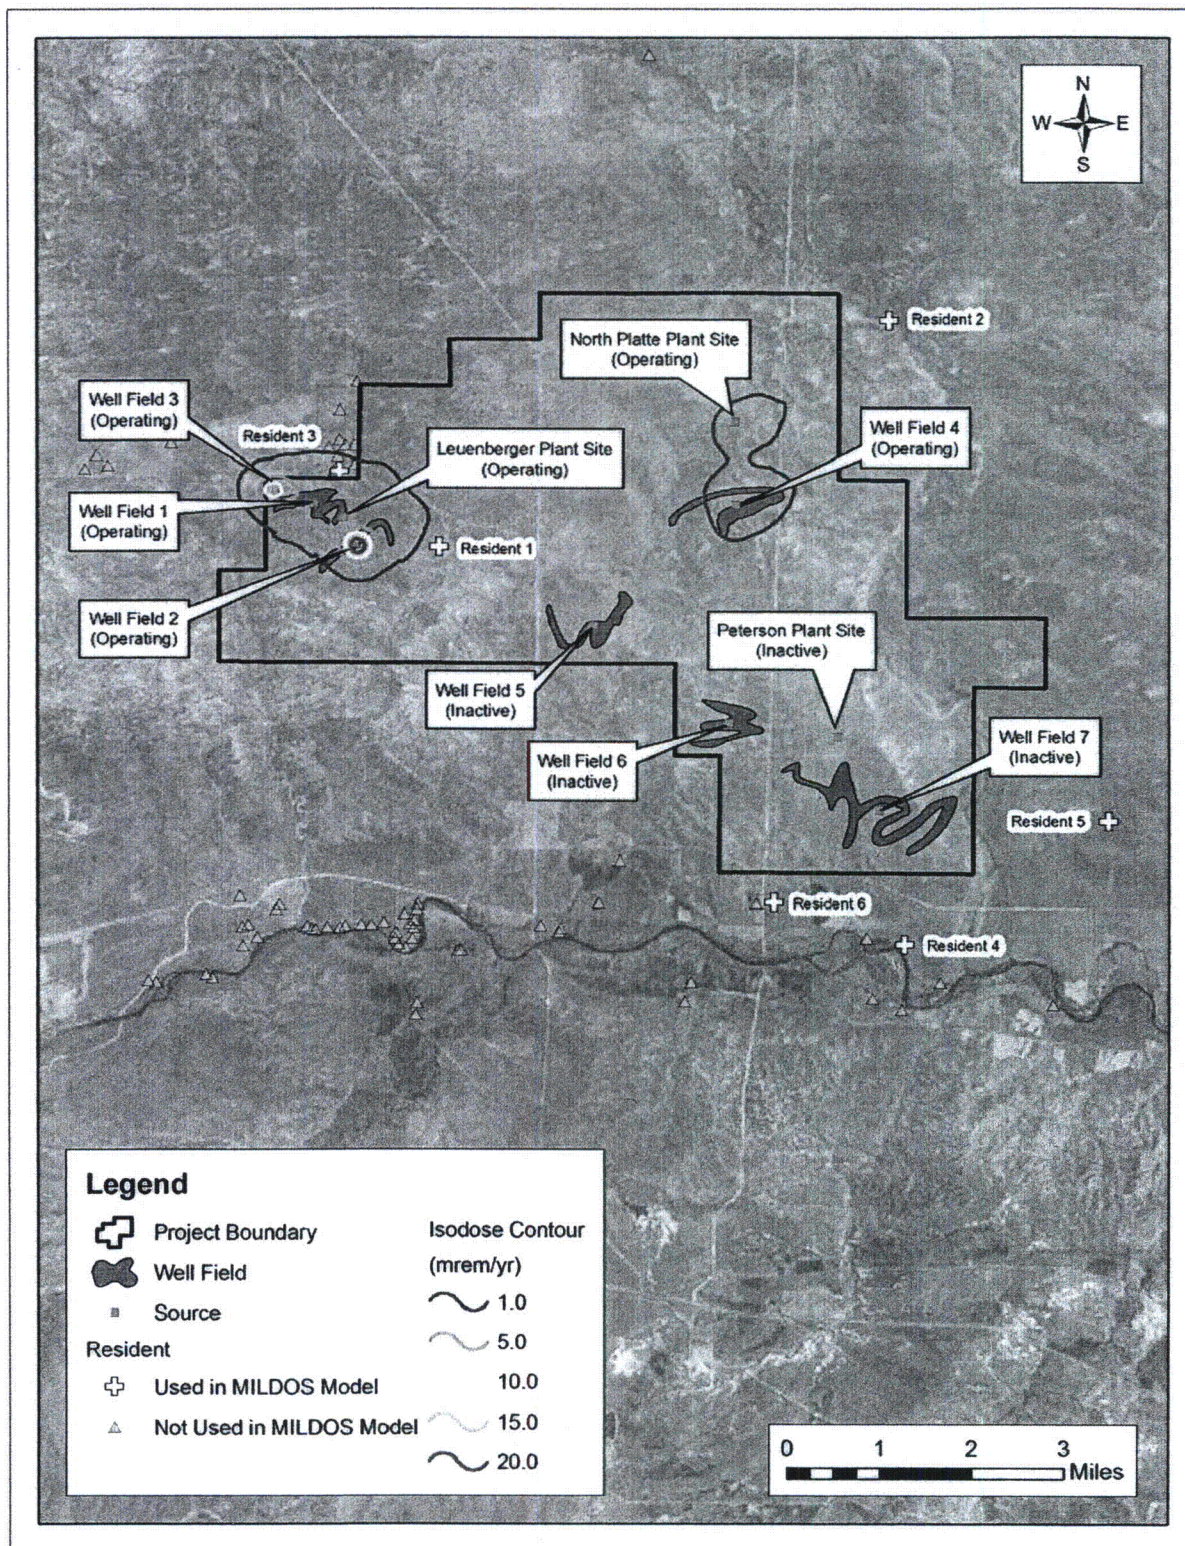 N
W E
S
Resident 2
North Platte Plant Site
(Operating)
Well Field 3
(Operating)
Resident 3
Leuenberger Plant Site
(Operating)
Well Field 4
(Operating)
Well Field 1
(Operating)
Resident 1
Well Field 2
(Operating)
Peterson Plant Site
(Inactive)
Well Field 5
(Inactive)
Well Field 6
(Inactive)
Well Field 7
(Inactive)
Resident 5
Resident 6
Resident 4
Legend
Project Boundary
Well Field
Source
Resident
Used in MILDOS Model
Not Used in MILDOS Model
Isodose Contour
(mrem/yr)
1.0
5.0
10.0
15.0
20.0
0 1 2 3
Miles